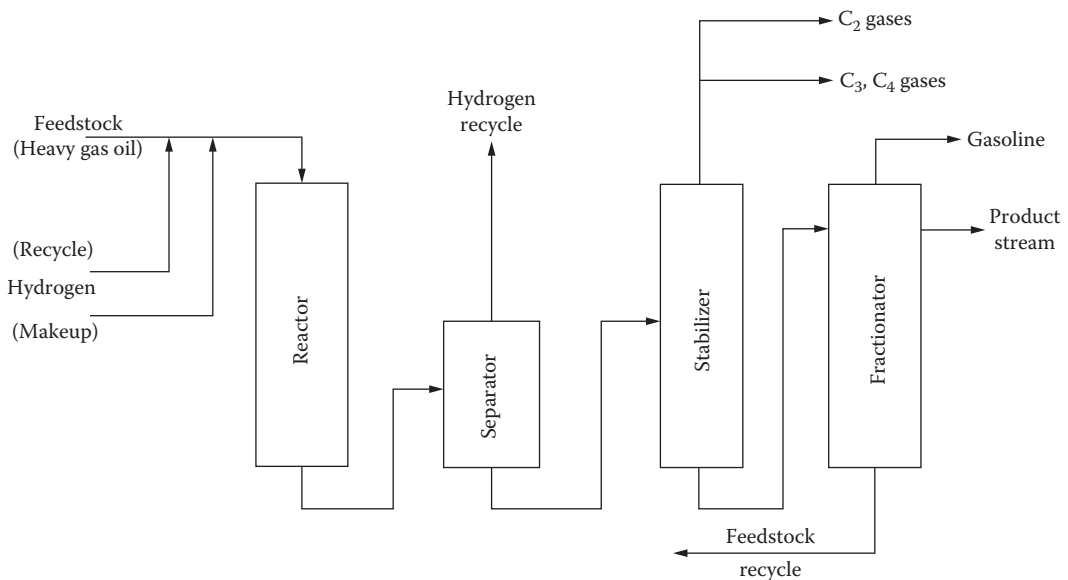 C₂ gases
C₃, C₄ gases
Hydrogen
recycle
Feedstock
(Heavy gas oil)
Gasoline
Product
stream
(Recycle)
Hydrogen
(Makeup)
Reactor
Separator
Stabilizer
Fractionator
Feedstock
recycle